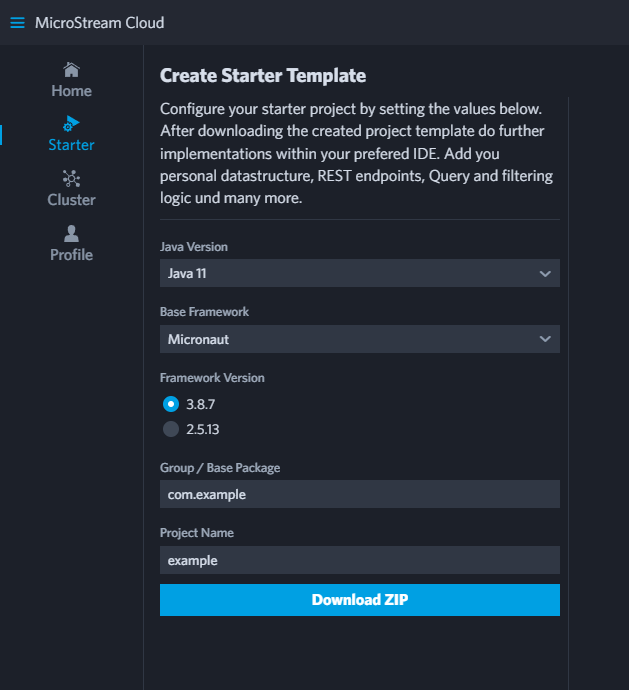 MicroStream Cloud
Home
Starter
Cluster
Profile
Create Starter Template
Configure your starter project by setting the values below.
After downloading the created project template do further
implementations within your prefered IDE. Add you
personal datastructure, REST endpoints, Query and filtering
logic und many more.
Java Version
Java 11
Base Framework
Micronaut
Framework Version
3.8.7
2.5.13
Group / Base Package
com.example
Project Name
example
Download ZIP